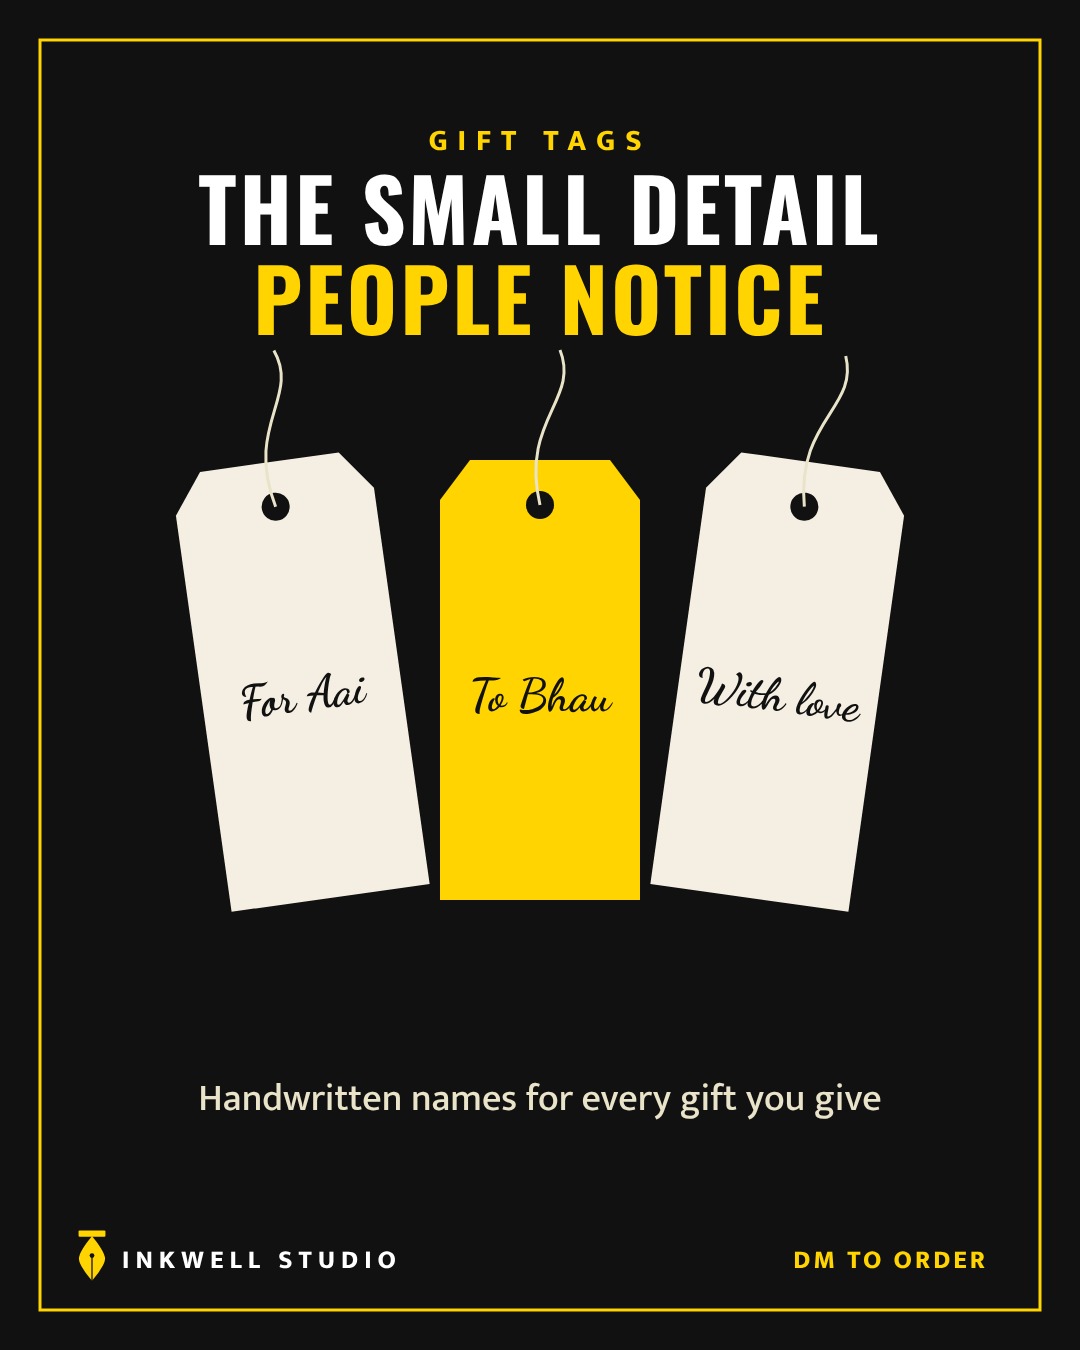 GIFT TAGS
THE SMALL DETAIL
PEOPLE NOTICE
For Aai
To Bhau
With love
Handwritten names for every gift you give
INKWELL STUDIO
DM TO ORDER